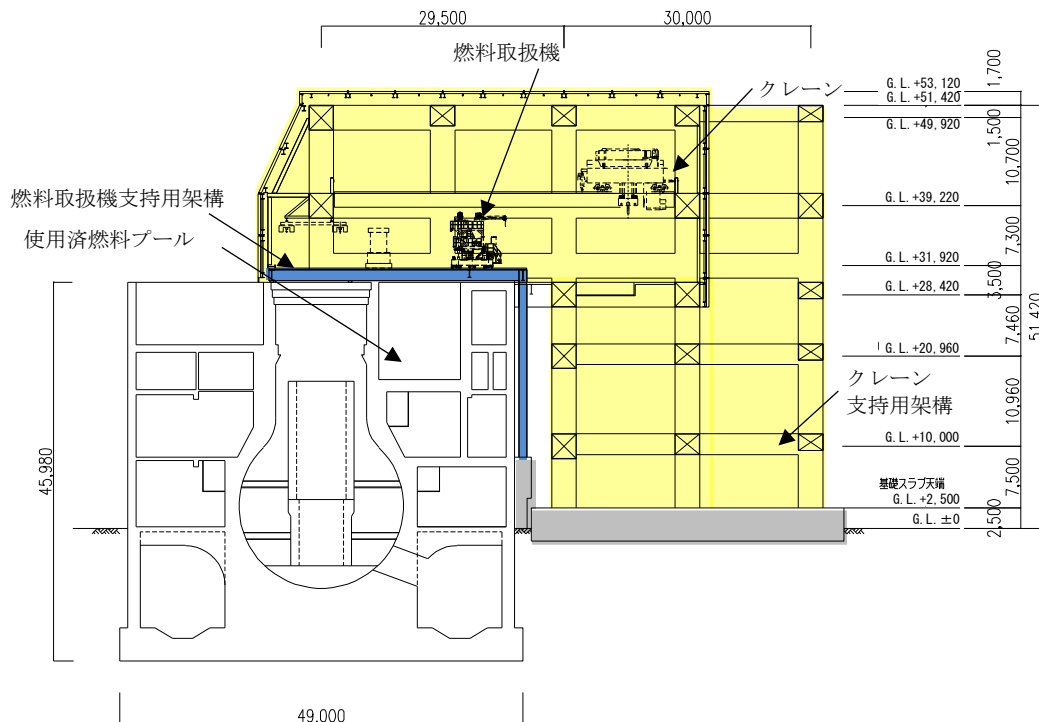 29,500
30,000
燃料取扱機
クレーン
燃料取扱機支持用架構
使用済燃料プール
クレーン
支持用架構
G.L.+53,120
G.L.+51,420
G.L.+49,920
G.L.+39,220
G.L.+31,920
G.L.+28,420
G.L.+20,960
G.L.+10,000
基礎スラブ天端
G.L.+2,500
G.L.±0
1,700
1,500
10,700
7,300
3,500
7,460
10,960
7,500
2,500
51,420
45,980
49,000